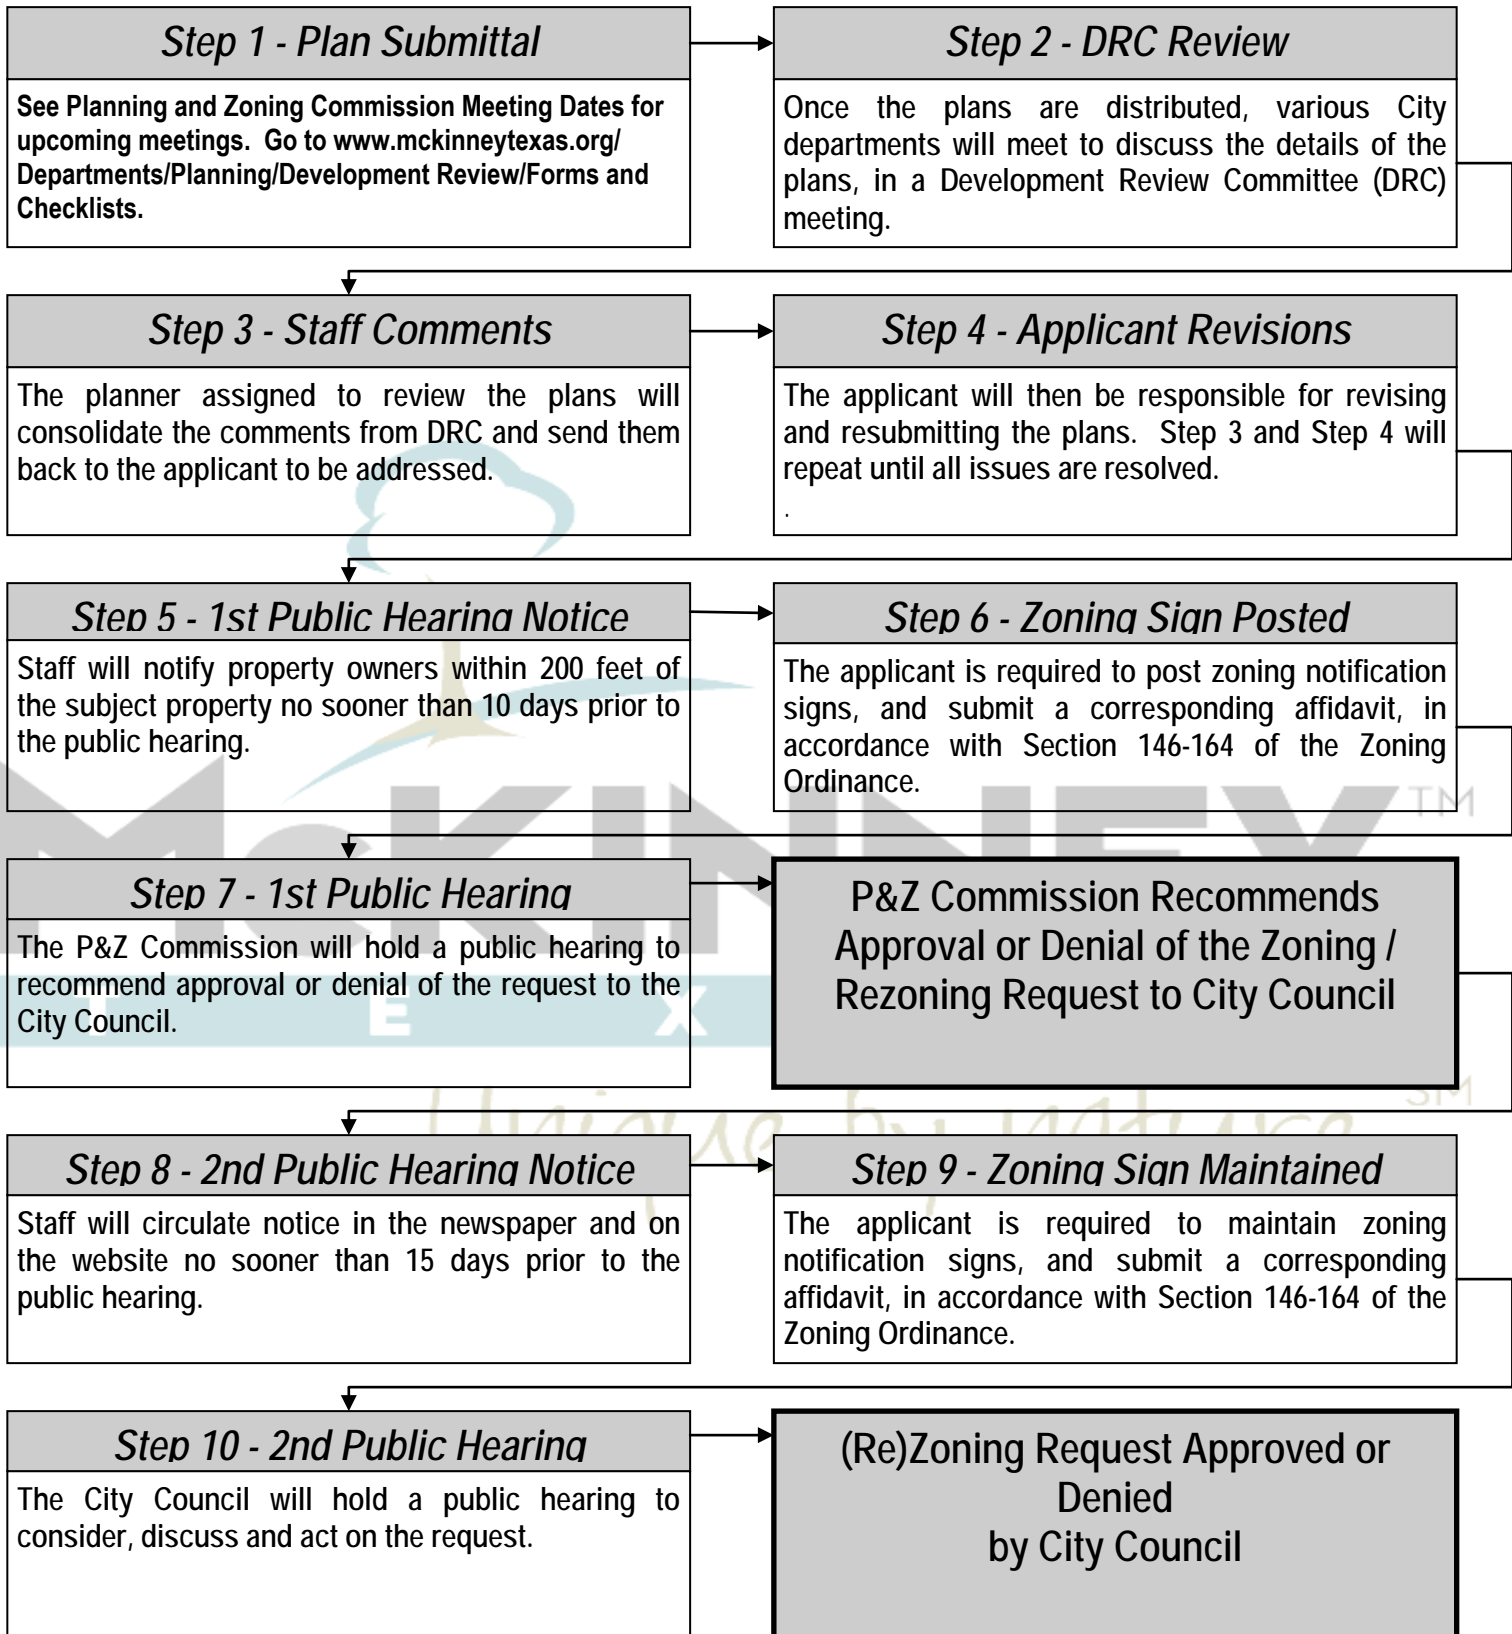 Step 1 - Plan Submittal
See Planning and Zoning Commission Meeting Dates for
upcoming meetings. Go to www.mckinneytexas.org/
Departments/Planning/Development Review/Forms and
Checklists.
Step 2 - DRC Review
Once the plans are distributed, various City
departments will meet to discuss the details of the
plans, in a Development Review Committee (DRC)
meeting.
Step 3 - Staff Comments
The planner assigned to review the plans will
consolidate the comments from DRC and send them
back to the applicant to be addressed.
Step 4 - Applicant Revisions
The applicant will then be responsible for revising
and resubmitting the plans. Step 3 and Step 4 will
repeat until all issues are resolved.
.
Step 5 - 1st Public Hearing Notice
Staff will notify property owners within 200 feet of
the subject property no sooner than 10 days prior to
the public hearing.
Step 6 - Zoning Sign Posted
The applicant is required to post zoning notification
signs, and submit a corresponding affidavit, in
accordance with Section 146-164 of the Zoning
Ordinance.
McKINNEY TM
Step 7 - 1st Public Hearing
The P&Z Commission will hold a public hearing to
recommend approval or denial of the request to the
City Council.
T E X
P&Z Commission Recommends
Approval or Denial of the Zoning /
Rezoning Request to City Council
Unique by nature SM
Step 8 - 2nd Public Hearing Notice
Staff will circulate notice in the newspaper and on
the website no sooner than 15 days prior to the
public hearing.
Step 9 - Zoning Sign Maintained
The applicant is required to maintain zoning
notification signs, and submit a corresponding
affidavit, in accordance with Section 146-164 of the
Zoning Ordinance.
Step 10 - 2nd Public Hearing
The City Council will hold a public hearing to
consider, discuss and act on the request.
(Re)Zoning Request Approved or
Denied
by City Council